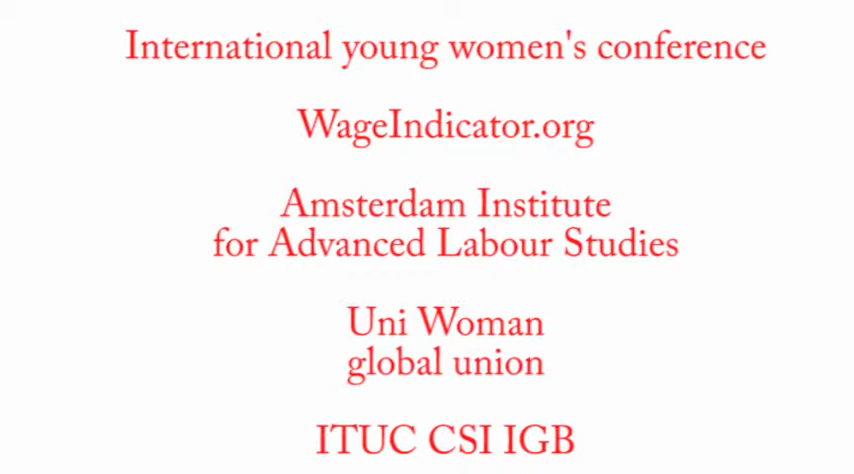 International young women's conference
WageIndicator.org
Amsterdam Institute
for Advanced Labour Studies
Uni Woman
global union
ITUC CSI IGB